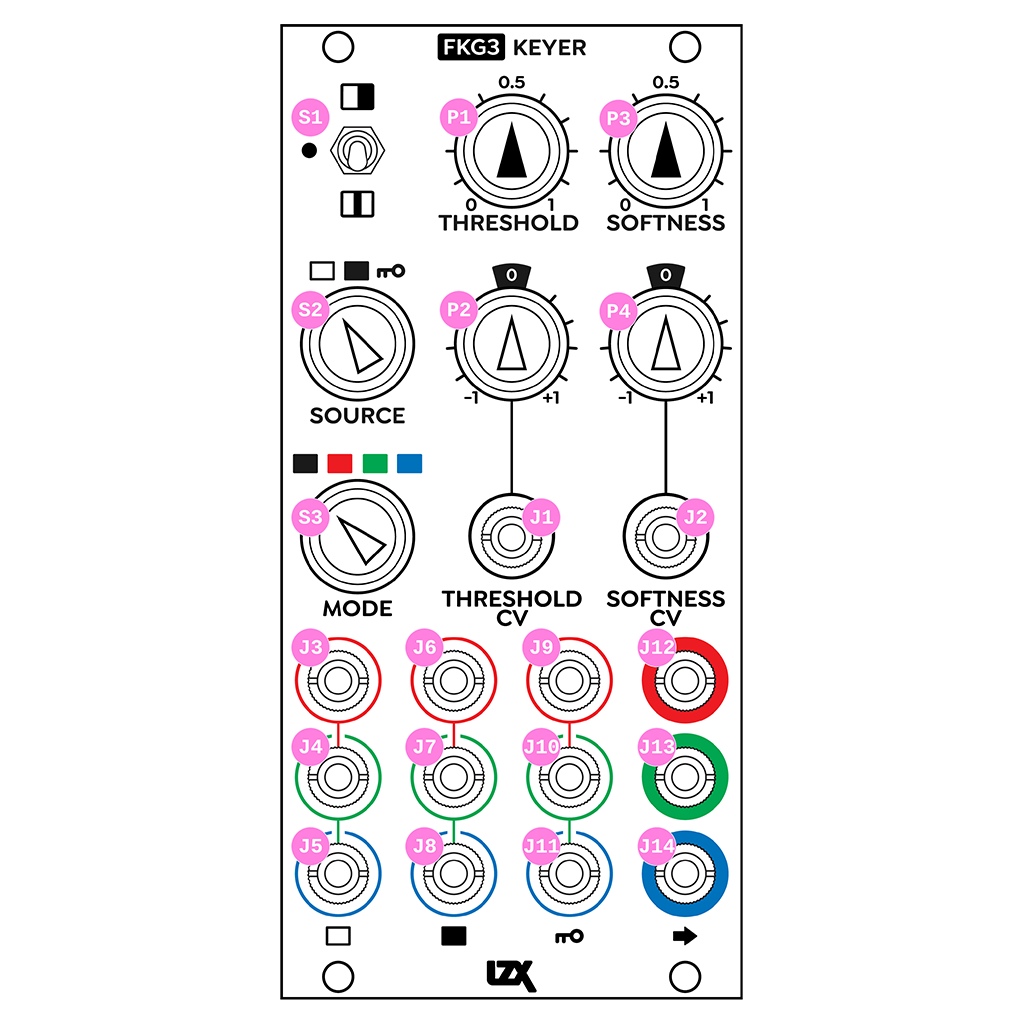 FKG3 KEYER
S1
P1
0.5
0
1
THRESHOLD
P3
0.5
0
1
SOFTNESS
S2
SOURCE
P2
0
-1
+1
P4
0
-1
+1
S3
MODE
J1
THRESHOLD
CV
J2
SOFTNESS
CV
J3
J6
J9
J12
J4
J7
J10
J13
J5
J8
J11
J14
LZX